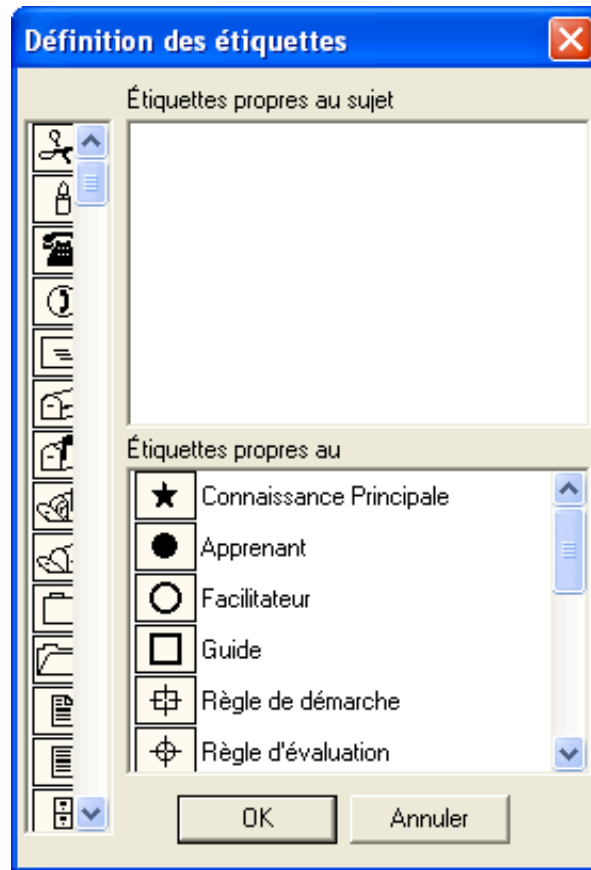 Définition des étiquettes
Étiquettes propres au sujet
Étiquettes propres au
Connaissance Principale
Apprenant
Facilitateur
Guide
Règle de démarche
Règle d'évaluation
OK
Annuler